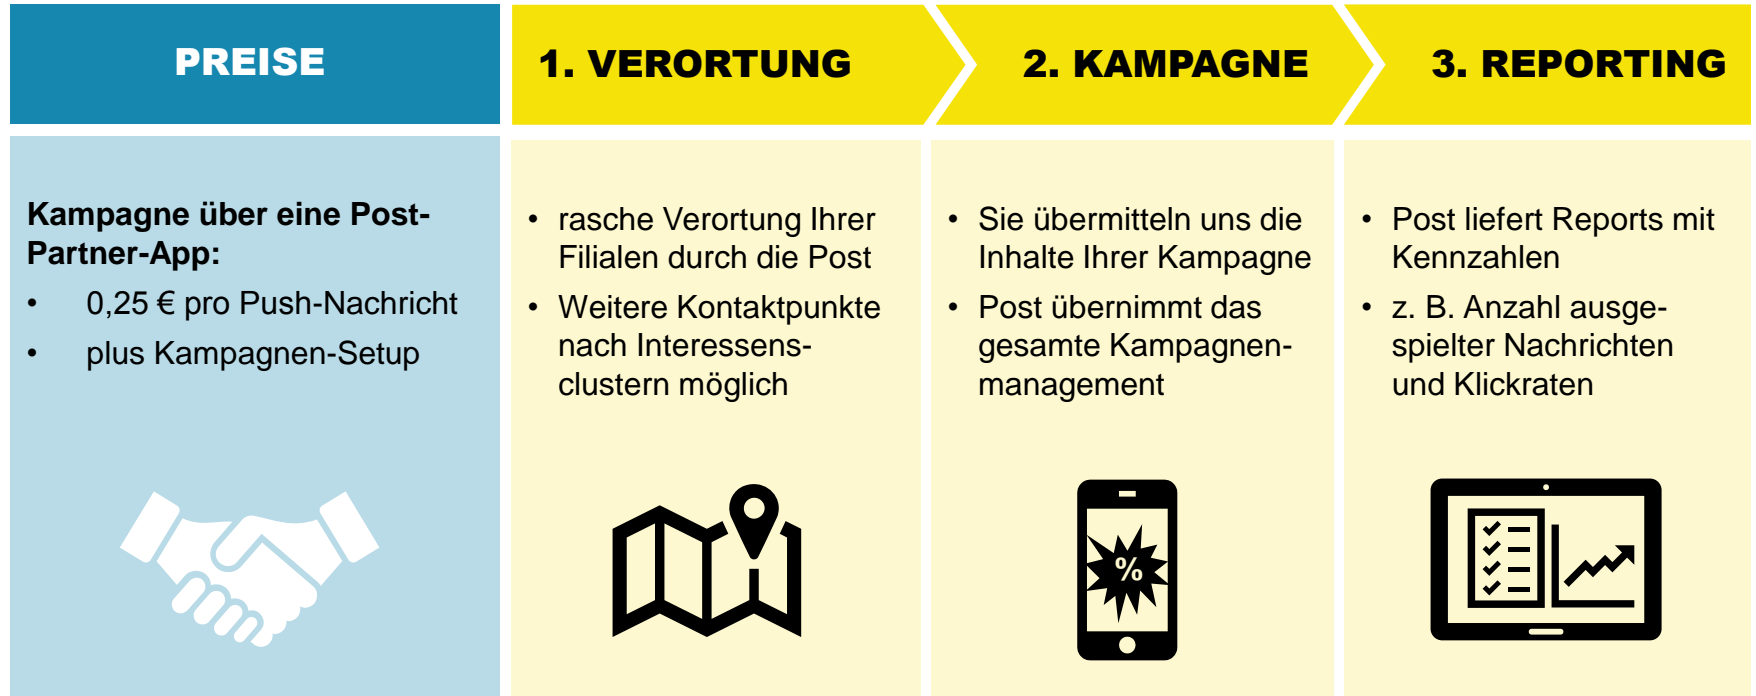 PREISE
Kampagne über eine Post-
Partner-App:
• 0,25 € pro Push-Nachricht
• plus Kampagnen-Setup
1. VERORTUNG
• rasche Verortung Ihrer
Filialen durch die Post
• Weitere Kontaktpunkte
nach Interessens-
clustern möglich
2. KAMPAGNE
• Sie übermitteln uns die
Inhalte Ihrer Kampagne
• Post übernimmt das
gesamte Kampagnen-
management
%
3. REPORTING
• Post liefert Reports mit
Kennzahlen
• z. B. Anzahl ausge-
spielter Nachrichten
und Klickraten